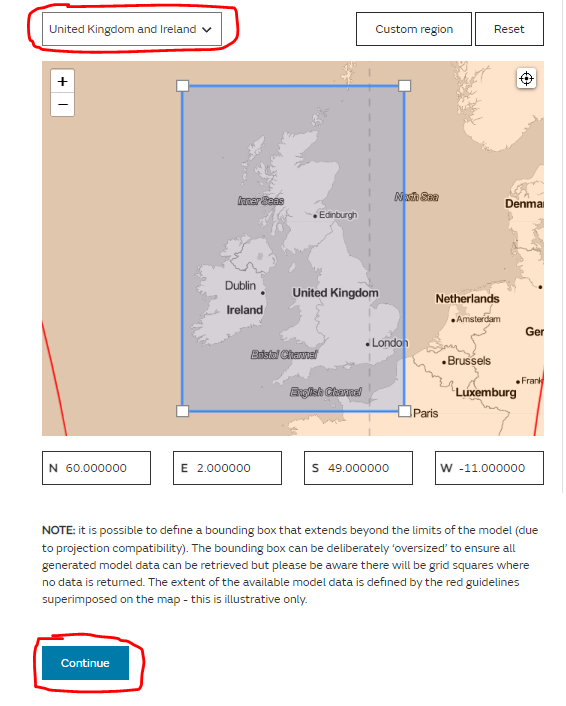 United Kingdom and Ireland
Custom region
Reset
+
−
Inner Seas
North Sea
Edinburgh
Dublin
Ireland
United Kingdom
Netherlands
Amsterdam
London
Bristol Channel
Brussels
English Channel
Luxemburg
Paris
N 60.000000
E 2.000000
S 49.000000
W -11.000000
NOTE: it is possible to define a bounding box that extends beyond the limits of the model (due
to projection compatibility). The bounding box can be deliberately 'oversized' to ensure all
generated model data can be retrieved but please be aware there will be grid squares where
no data is returned. The extent of the available model data is defined by the red guidelines
superimposed on the map - this is illustrative only.
Continue